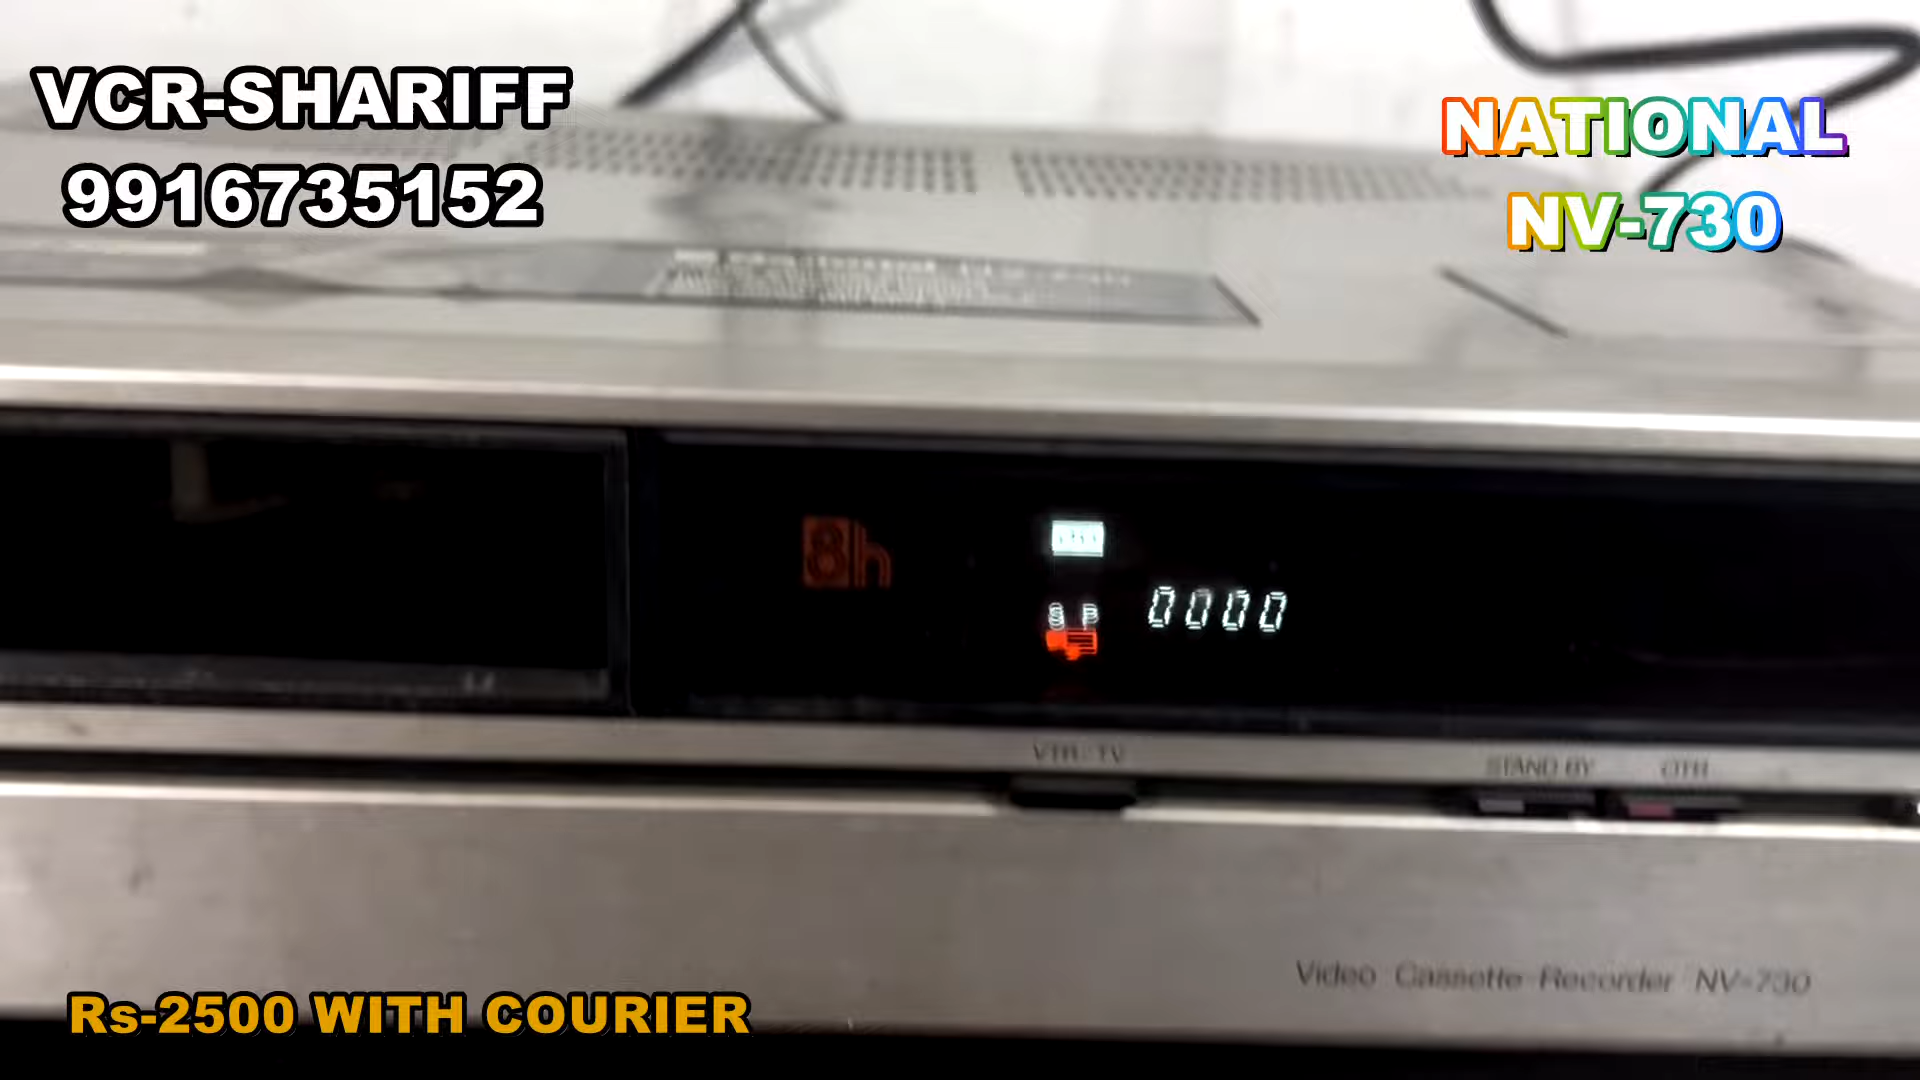 VCR-SHARIFF
9916735152
NATIONAL
NV-730
8h
S P
0000
VTR/TV
STAND BY OTR
Video Cassette Recorder NV-730
Rs-2500 WITH COURIER